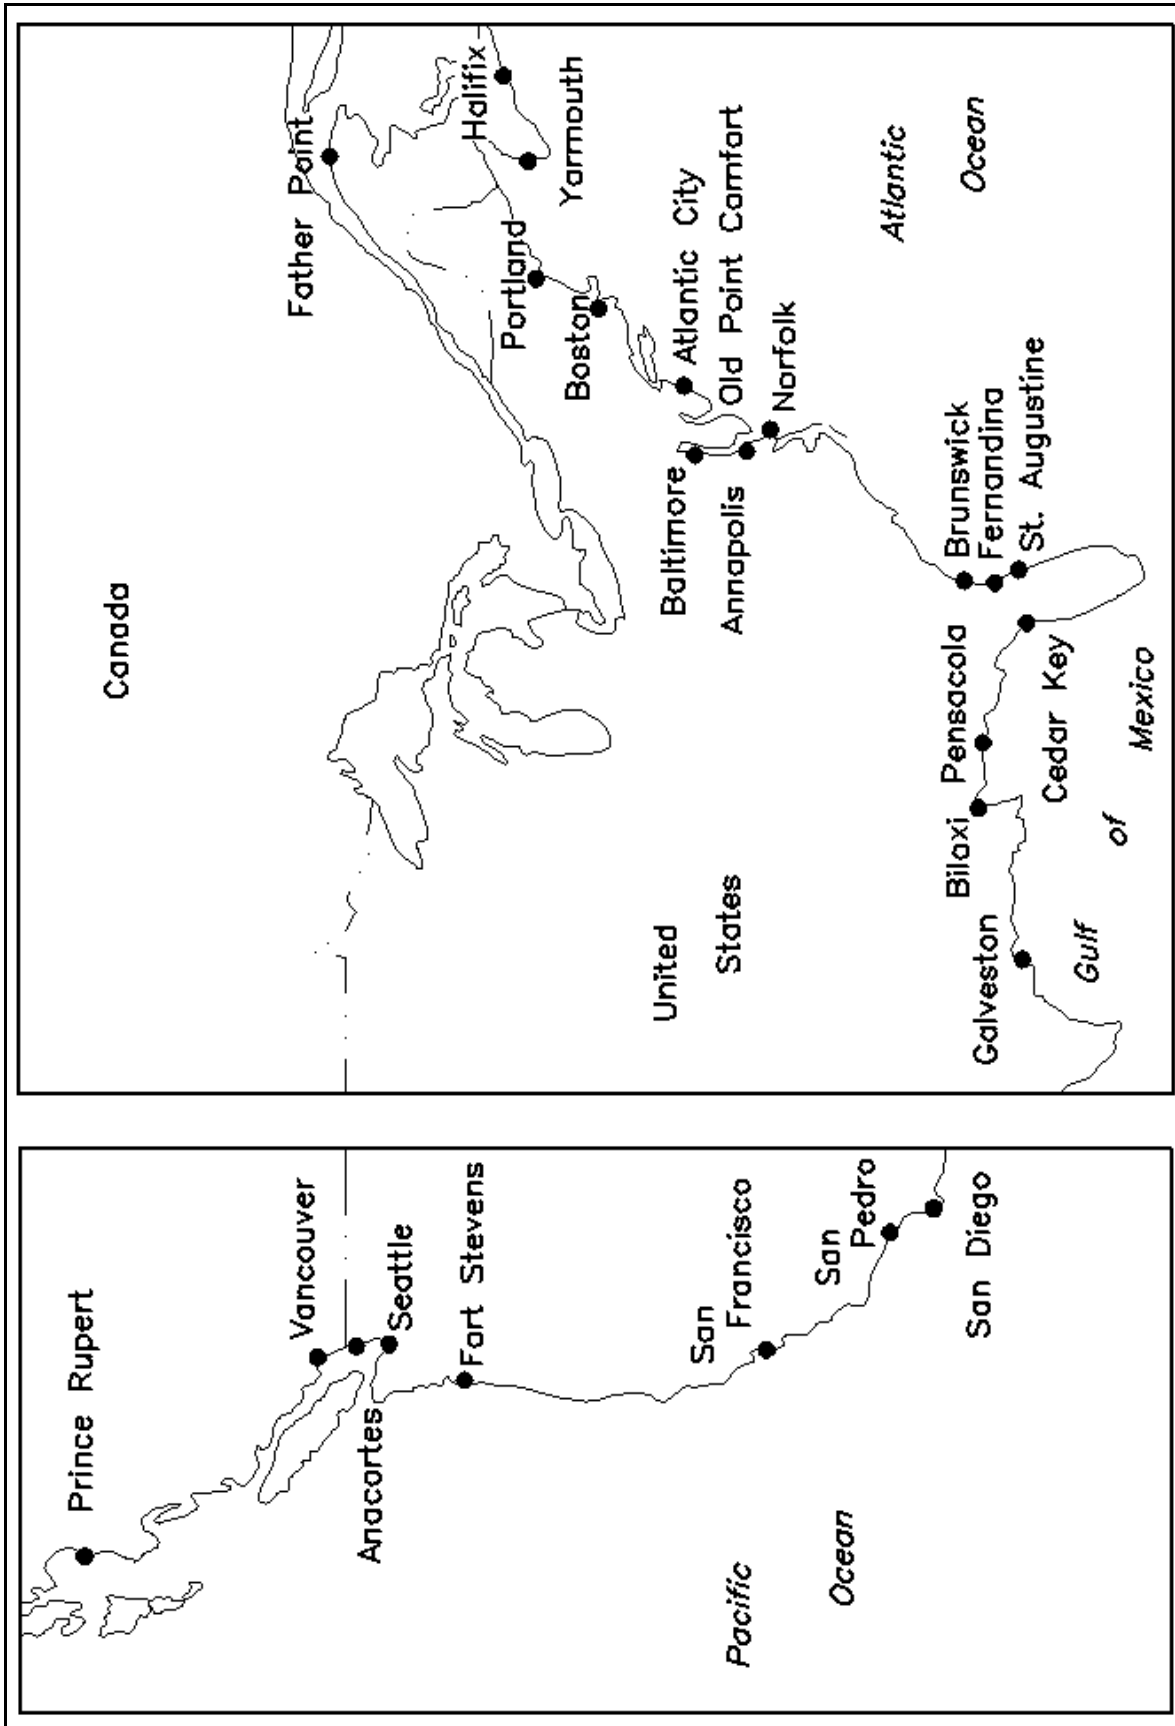 Prince Rupert
Vancouver
Anacortes
Seattle
Fort Stevens
San
Francisco
San
Pedro
San Diego
Pacific
Ocean
Canada
Father Point
Halifix
Yarmouth
Portland
Boston
Atlantic City
Old Point Comfort
Baltimore
Annapolis
Norfolk
United
States
Atlantic
Ocean
Brunswick
Fernandina
St. Augustine
Biloxi
Pensacola
Cedar Key
Galveston
Gulf
of
Mexico